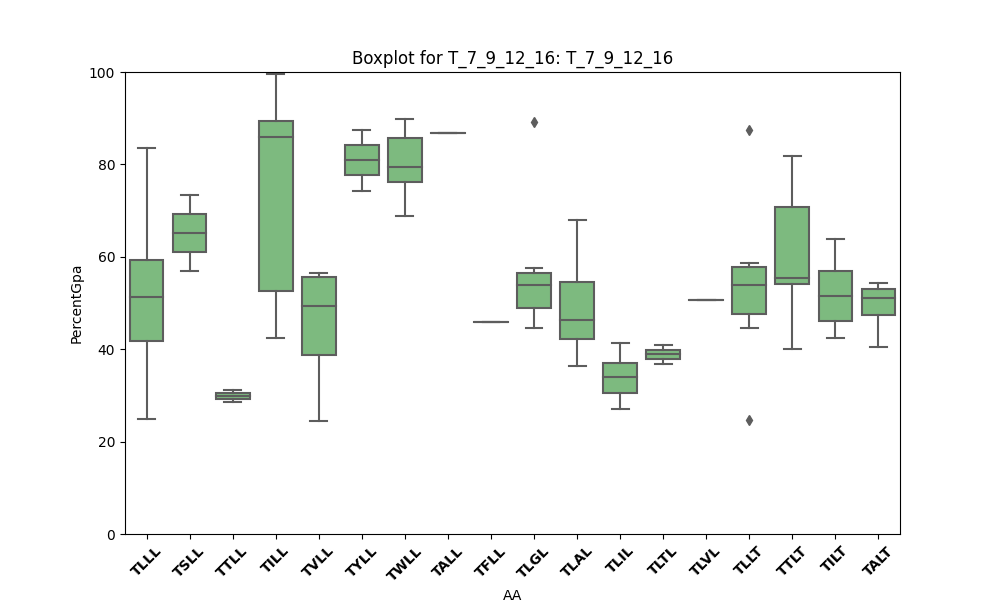 Boxplot for T_7_9_12_16: T_7_9_12_16
100
80
60
40
20
0
PercentGpa
TLLL TSLL TTLL TILL TVLL TYLL TWLL TALL TFLL TLGL TLAL TLIL TLTL TLVL TLLT TTLT TILT TALT
AA